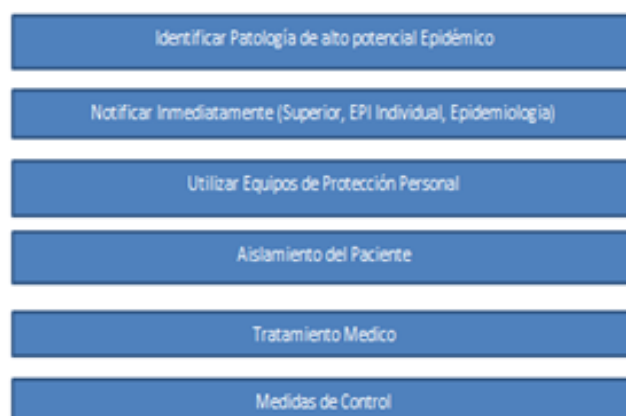 Identificar Patología de alto potencial Epidémico
Notificar Inmediatamente (Superior, EPI Individual, Epidemiologia)
Utilizar Equipos de Protección Personal
Aislamiento del Paciente
Tratamiento Medico
Medidas de Control